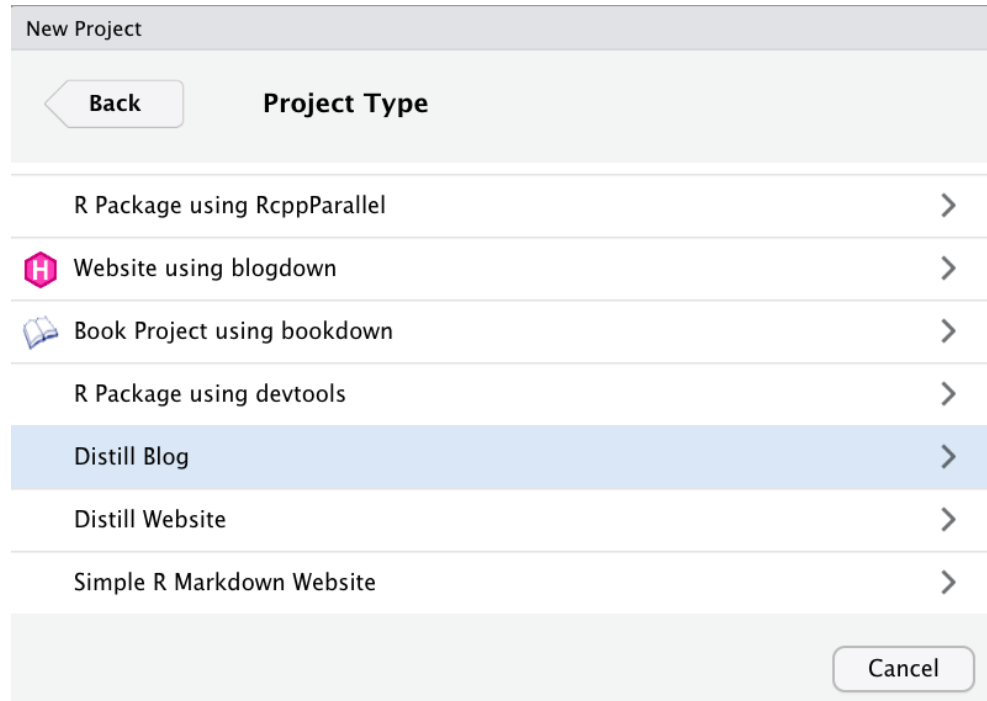 New Project
Back
Project Type
R Package using RcppParallel
H
Website using blogdown
Book Project using bookdown
R Package using devtools
Distill Blog
Distill Website
Simple R Markdown Website
Cancel